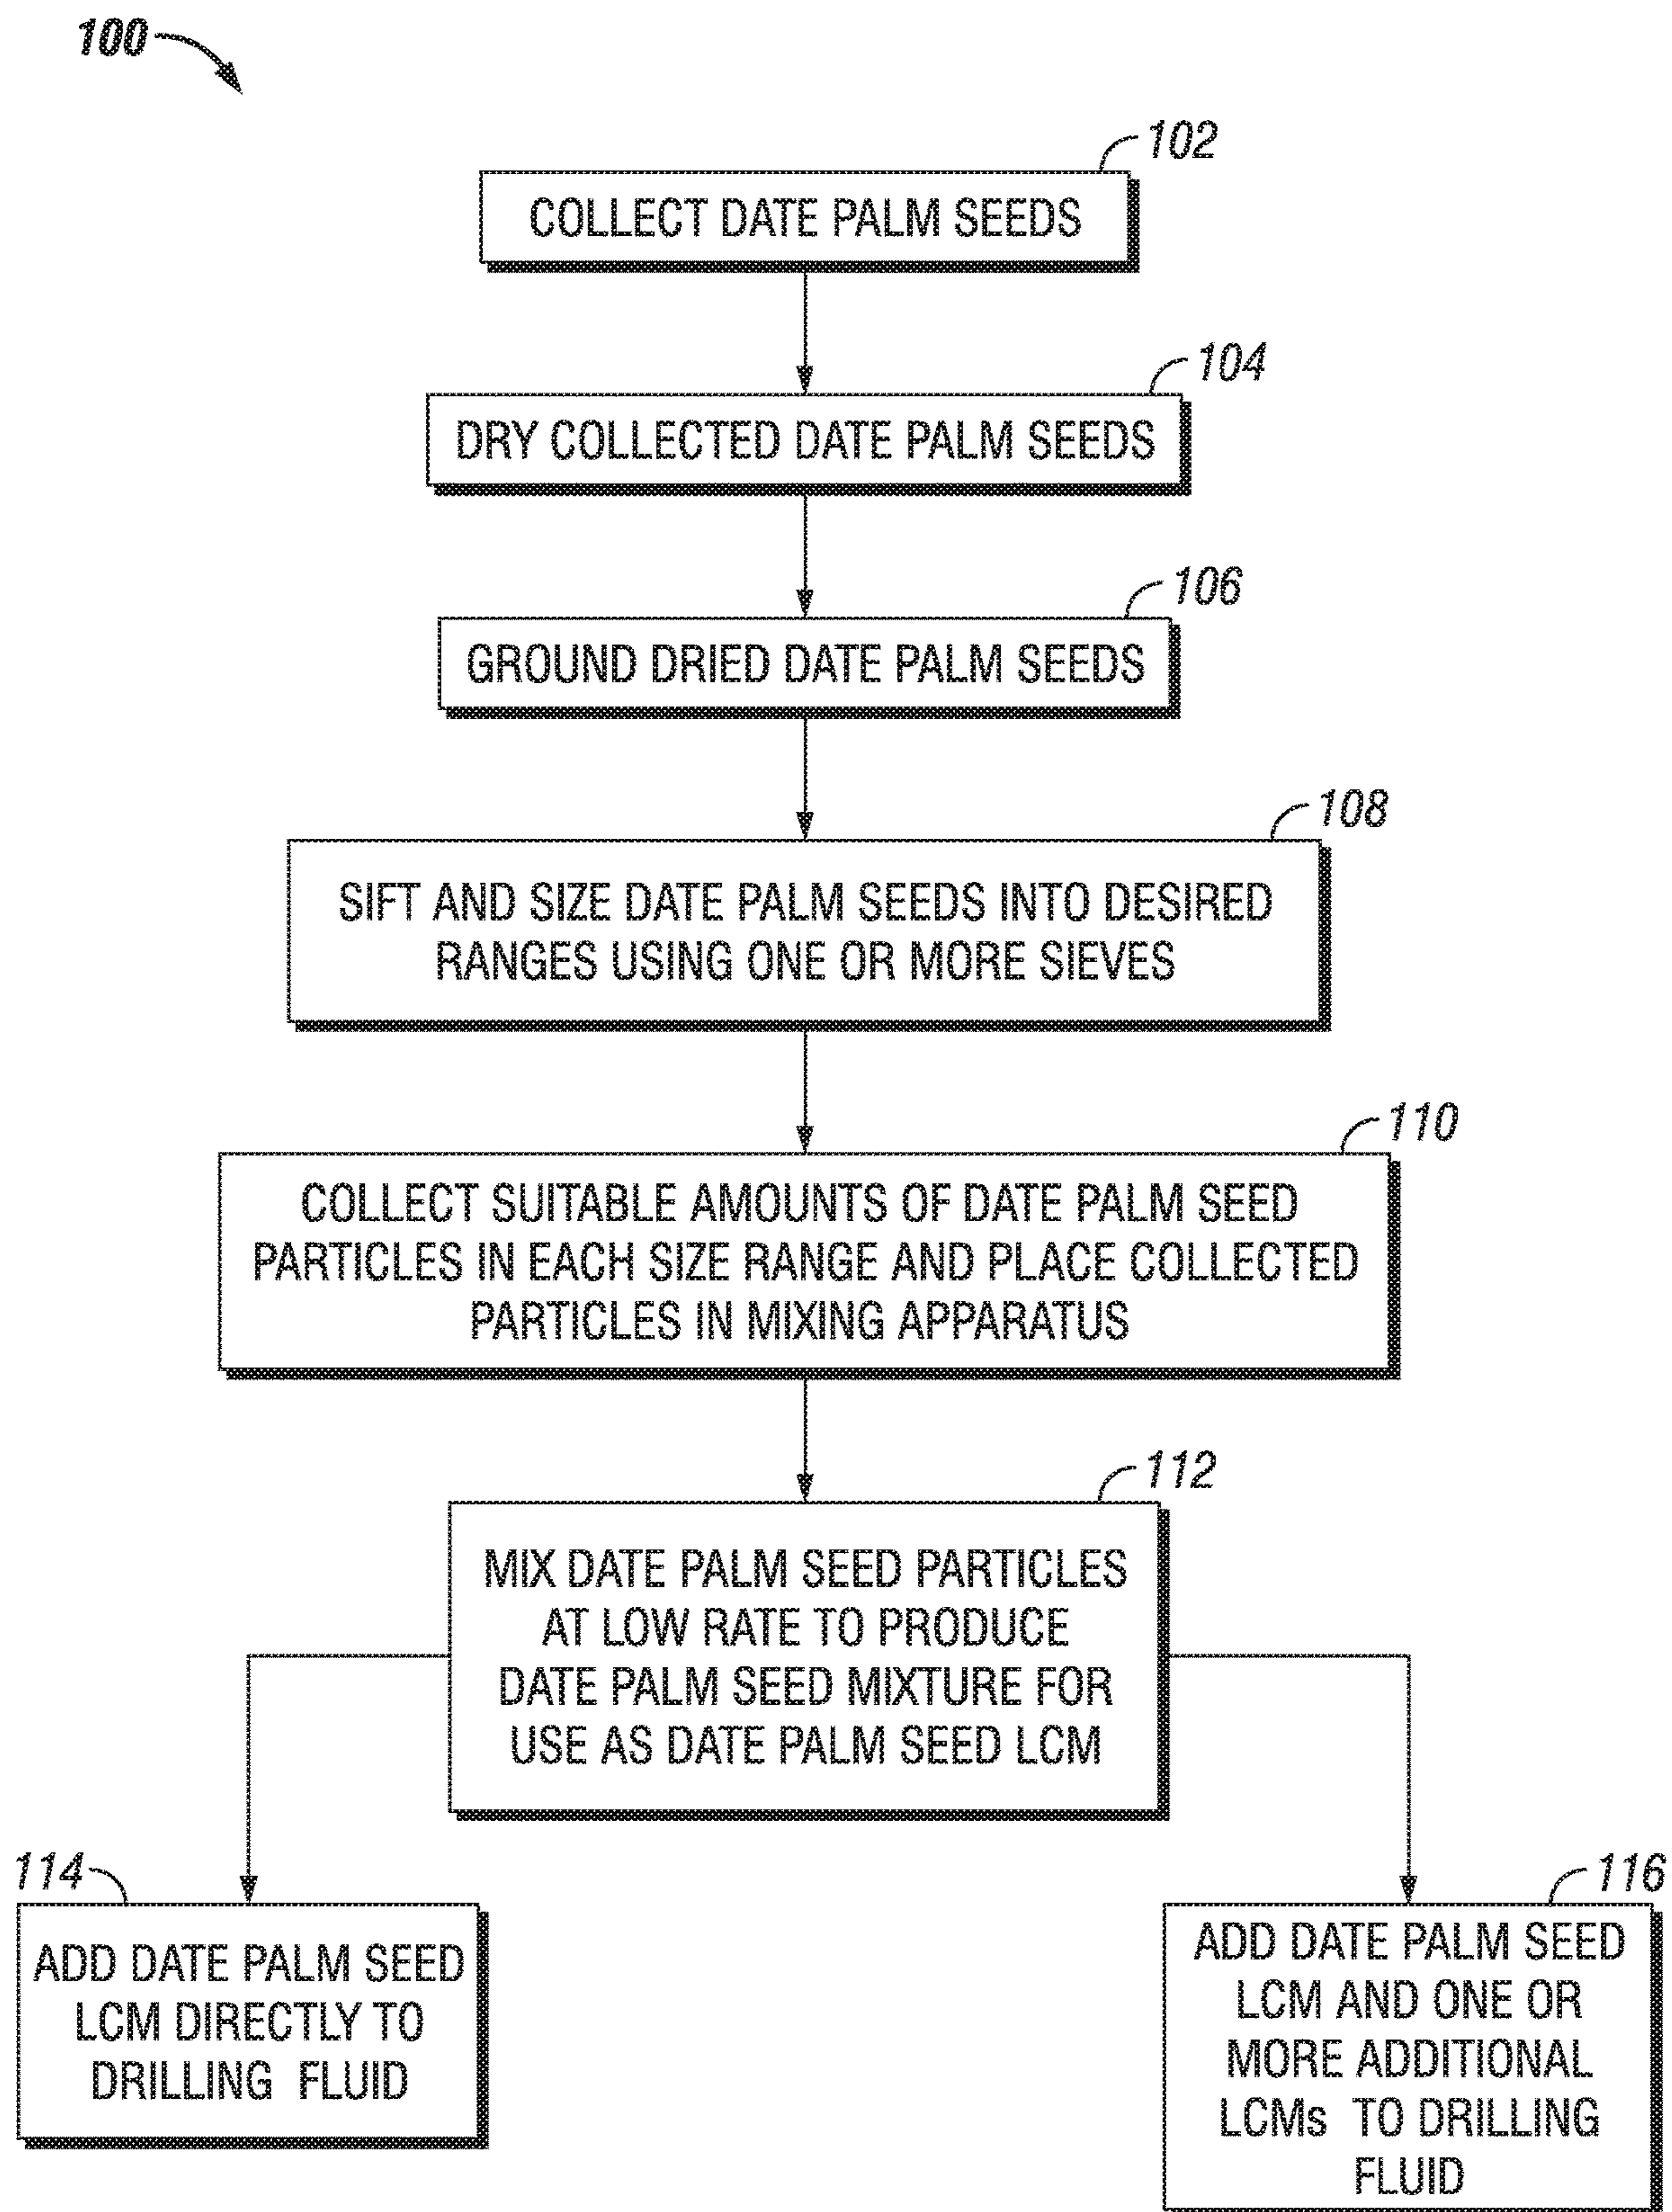 100
102
COLLECT DATE PALM SEEDS
104
DRY COLLECTED DATE PALM SEEDS
106
GROUND DRIED DATE PALM SEEDS
108
SIFT AND SIZE DATE PALM SEEDS INTO DESIRED
RANGES USING ONE OR MORE SIEVES
110
COLLECT SUITABLE AMOUNTS OF DATE PALM SEED
PARTICLES IN EACH SIZE RANGE AND PLACE COLLECTED
PARTICLES IN MIXING APPARATUS
112
MIX DATE PALM SEED PARTICLES
AT LOW RATE TO PRODUCE
DATE PALM SEED MIXTURE FOR
USE AS DATE PALM SEED LCM
114
ADD DATE PALM SEED
LCM DIRECTLY TO
DRILLING FLUID
116
ADD DATE PALM SEED
LCM AND ONE OR
MORE ADDITIONAL
LCMs TO DRILLING
FLUID